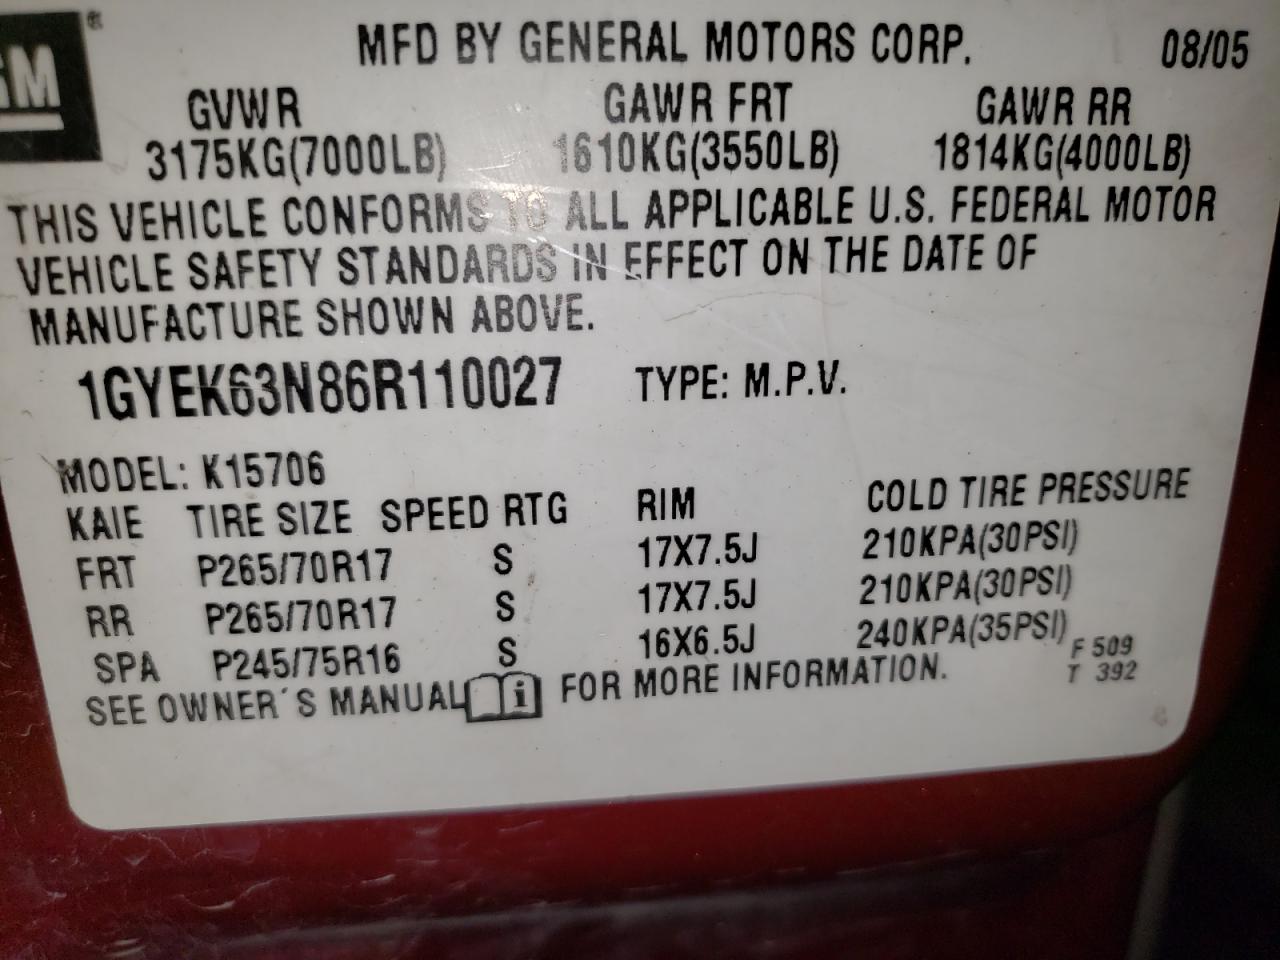 GM ®
MFD BY GENERAL MOTORS CORP. 08/05
GVWR GAWR FRT GAWR RR
3175KG(7000LB) 1610KG(3550LB) 1814KG(4000LB)
THIS VEHICLE CONFORMS TO ALL APPLICABLE U.S. FEDERAL MOTOR
VEHICLE SAFETY STANDARDS IN EFFECT ON THE DATE OF
MANUFACTURE SHOWN ABOVE.
1GYEK63N86R110027 TYPE: M.P.V.
MODEL: K15706
KAIE TIRE SIZE SPEED RTG RIM COLD TIRE PRESSURE
FRT P265/70R17 S 17X7.5J 210KPA(30PSI)
RR P265/70R17 S 17X7.5J 210KPA(30PSI)
SPA P245/75R16 S 16X6.5J 240KPA(35PSI)
F 509
T 392
SEE OWNER'S MANUAL i FOR MORE INFORMATION.